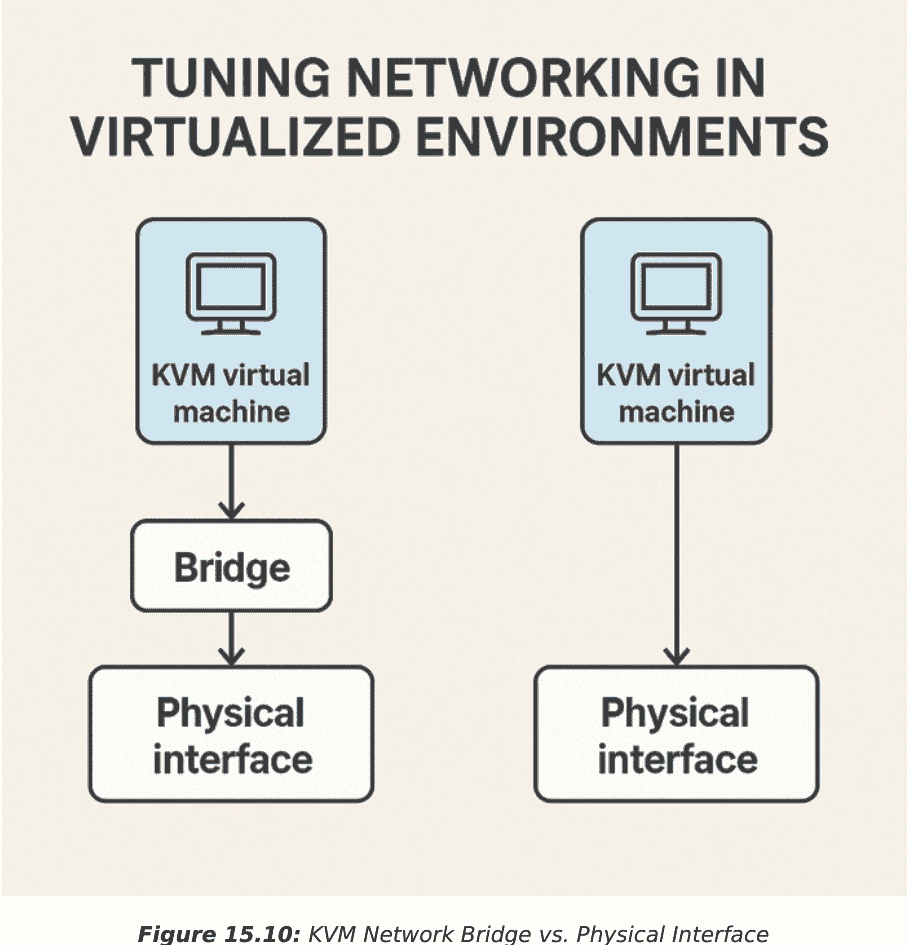 TUNING NETWORKING IN
VIRTUALIZED ENVIRONMENTS
KVM virtual
machine
Bridge
Physical
interface
KVM virtual
machine
Physical
interface
Figure 15.10: KVM Network Bridge vs. Physical Interface